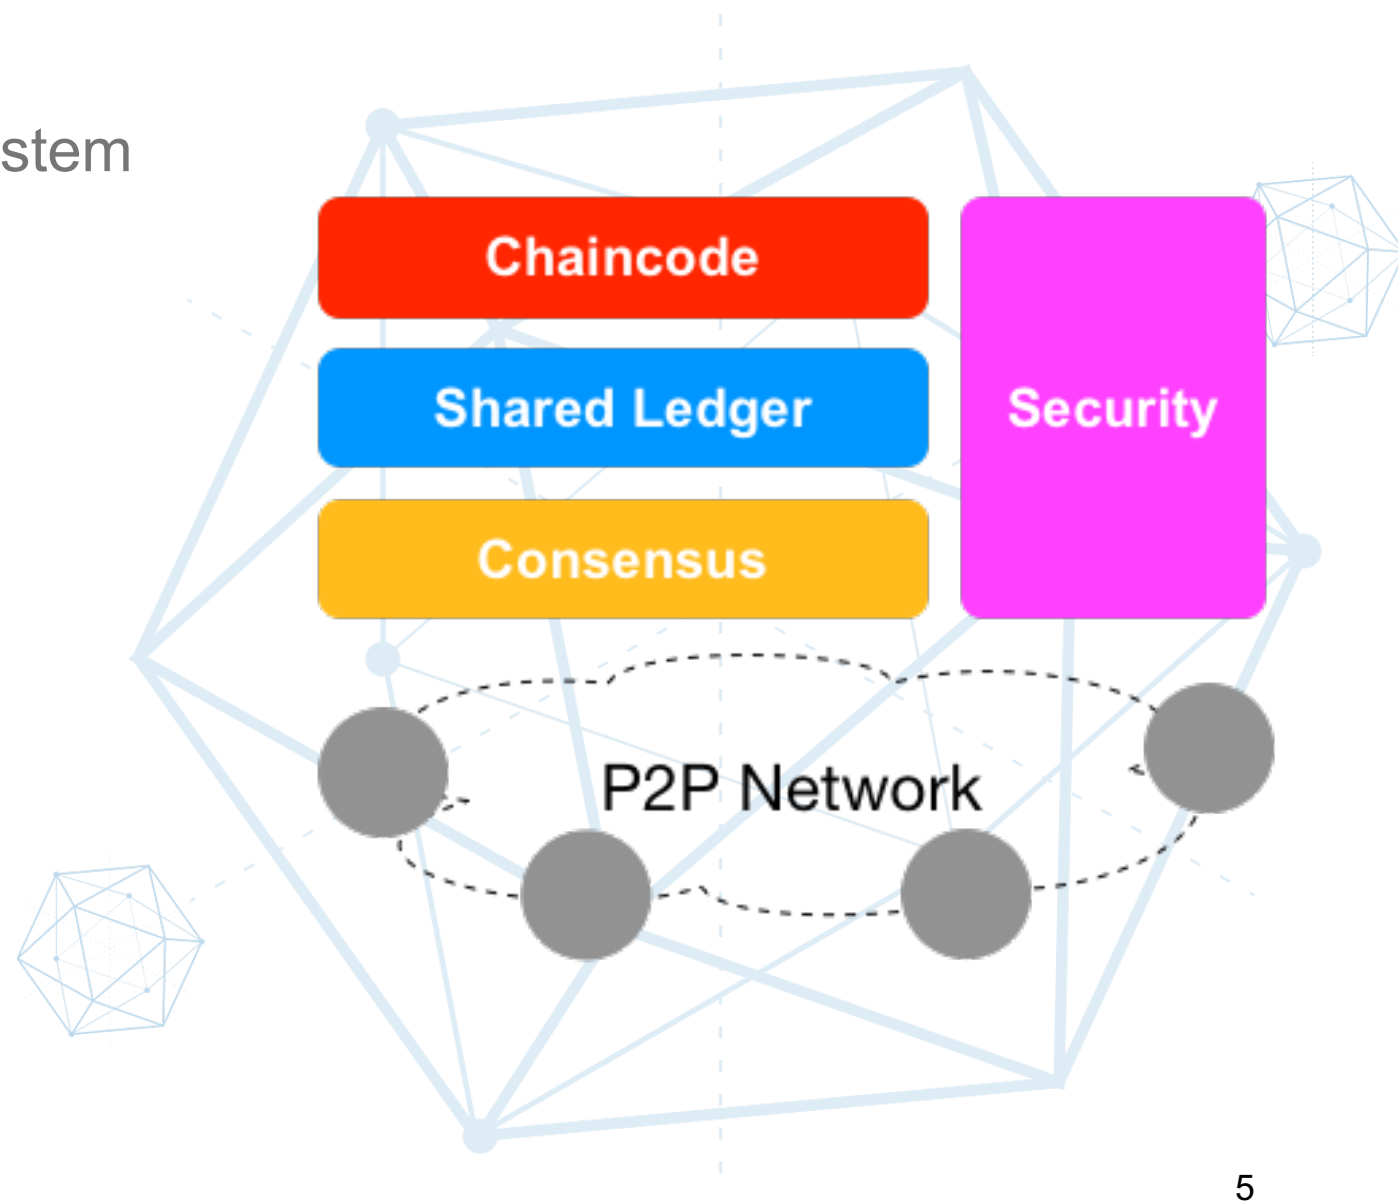 stem
Chaincode
Shared Ledger
Security
Consensus
P2P Network
5